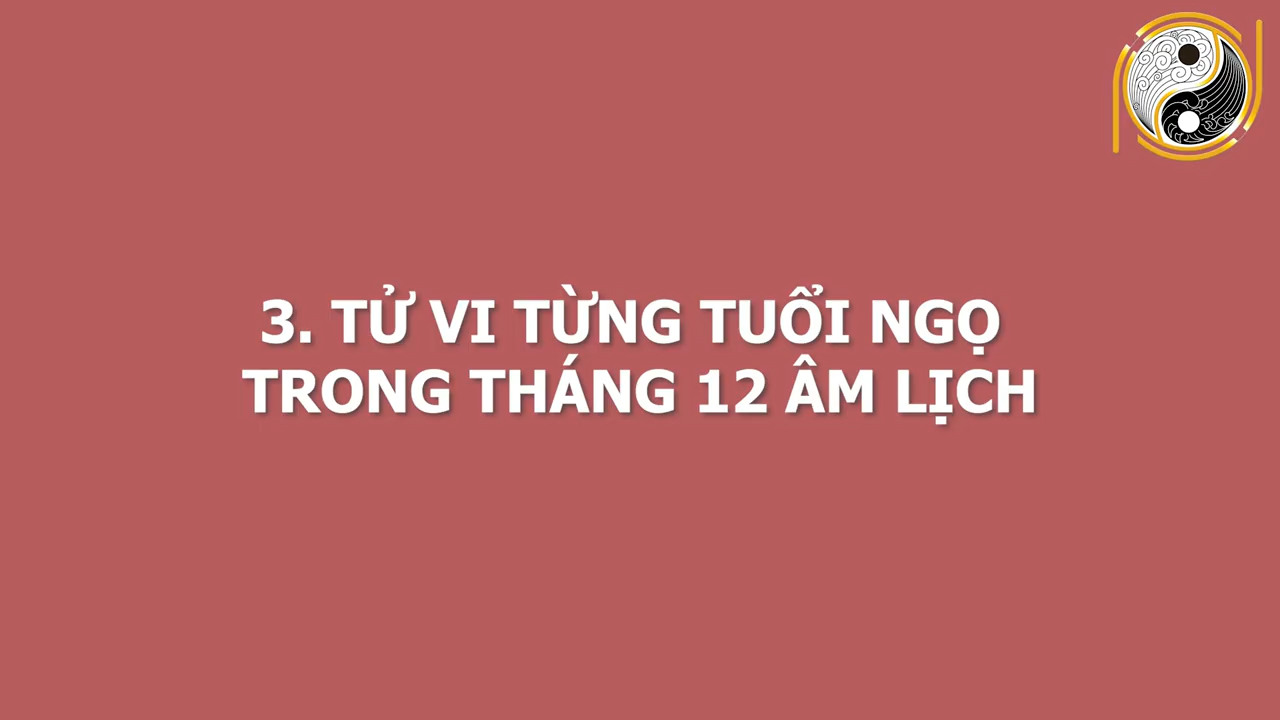 3. TỬ VI TỪNG TUỔI NGỌ
TRONG THÁNG 12 ÂM LỊCH